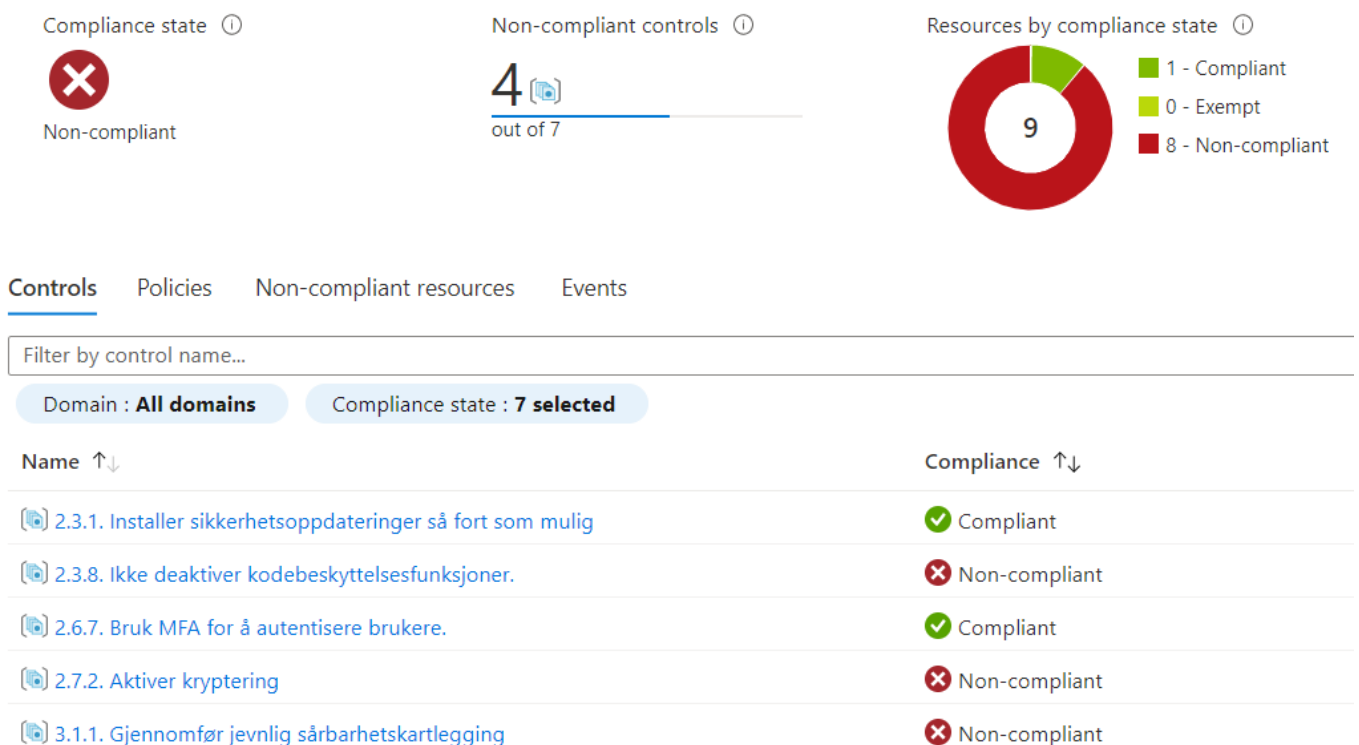 Compliance state
Non-compliant controls
Resources by compliance state
Non-compliant
4
out of 7
9
1 - Compliant
0 - Exempt
8 - Non-compliant
Controls Policies Non-compliant resources Events
Filter by control name...
Domain : All domains Compliance state : 7 selected
Name ↑↓ Compliance ↑↓
2.3.1. Installer sikkerhetsoppdateringer så fort som mulig Compliant
2.3.8. Ikke deaktiver kodebeskyttelsesfunksjoner. Non-compliant
2.6.7. Bruk MFA for å autentisere brukere. Compliant
2.7.2. Aktiver kryptering Non-compliant
3.1.1. Gjennomfør jevnlig sårbarhetskartlegging Non-compliant